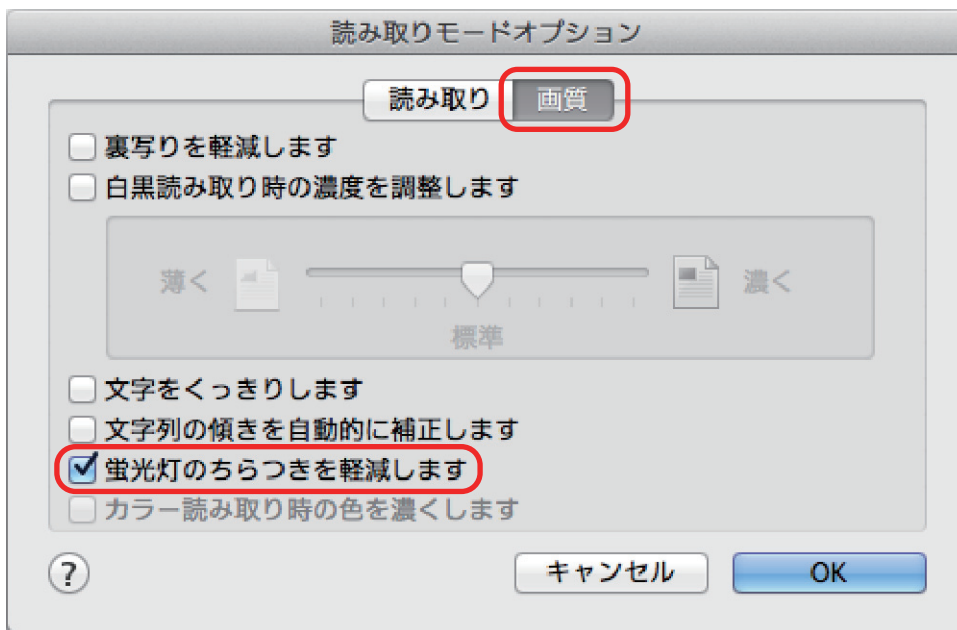 読み取りモードオプション
読み取り 画質
裏写りを軽減します
白黒読み取り時の濃度を調整します
薄く 濃く
標準
文字をくっきりします
文字列の傾きを自動的に補正します
蛍光灯のちらつきを軽減します
カラー読み取り時の色を濃くします
? キャンセル OK